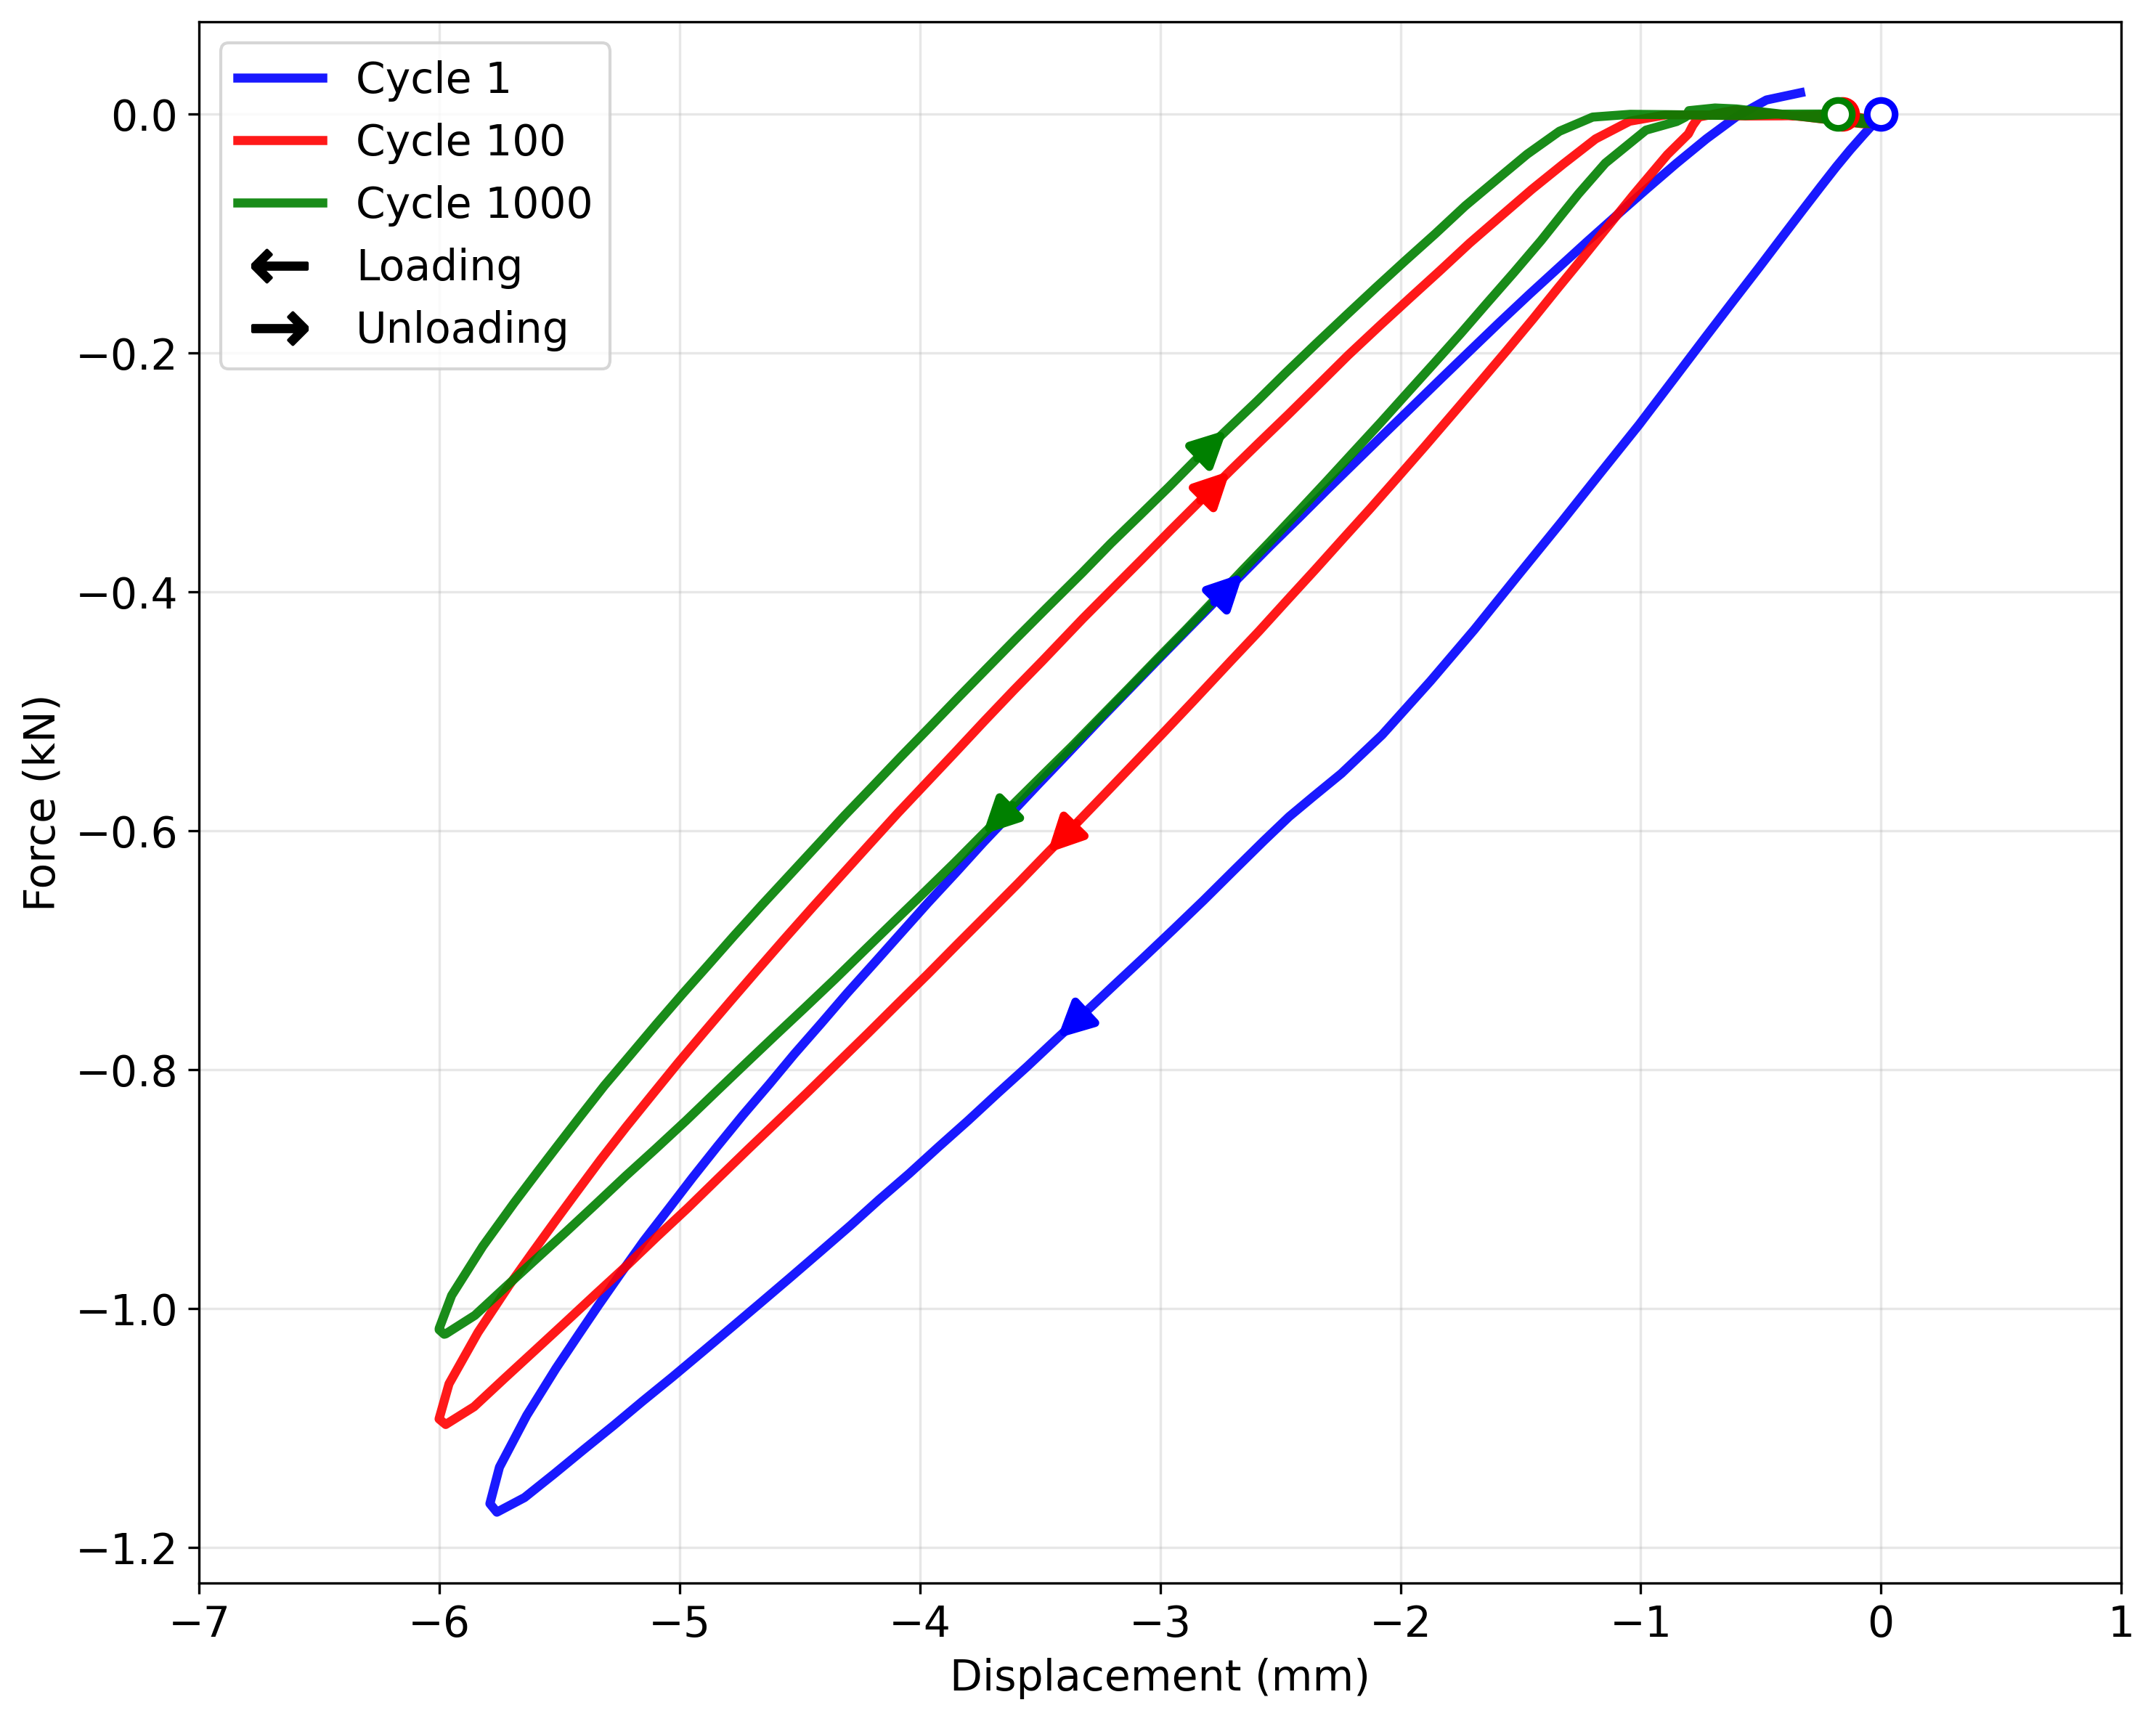 Cycle 1
Cycle 100
Cycle 1000
← Loading
→ Unloading
Force (kN)
0.0
−0.2
−0.4
−0.6
−0.8
−1.0
−1.2
−7 −6 −5 −4 −3 −2 −1 0 1
Displacement (mm)